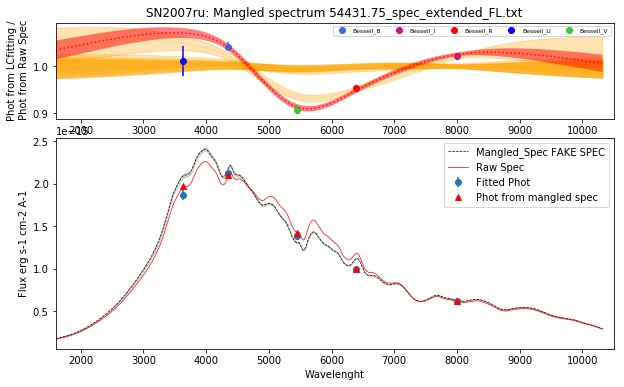 SN2007ru: Mangled spectrum 54431.75_spec_extended_FL.txt
Phot from LCfitting /
Phot from Raw Spec
1.0
0.9
Bessell_B
Bessell_I
Bessell_R
Bessell_U
Bessell_V
2000 3000 4000 5000 6000 7000 8000 9000 10000
Flux erg s-1 cm-2 A-1
2.5
2.0
1.5
1.0
0.5
Mangled_Spec FAKE SPEC
Raw Spec
Fitted Phot
Phot from mangled spec
2000 3000 4000 5000 6000 7000 8000 9000 10000
Wavelenght